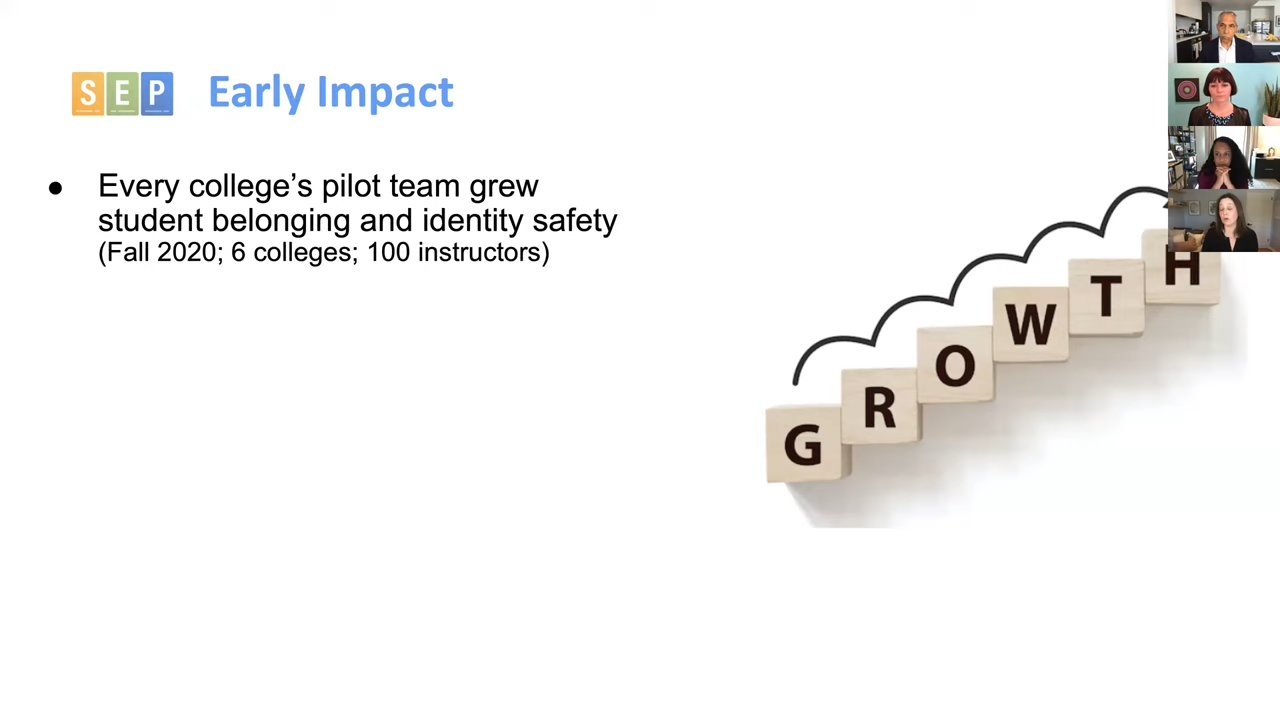 SEP Early Impact
● Every college’s pilot team grew
student belonging and identity safety
(Fall 2020; 6 colleges; 100 instructors)
GROWTH